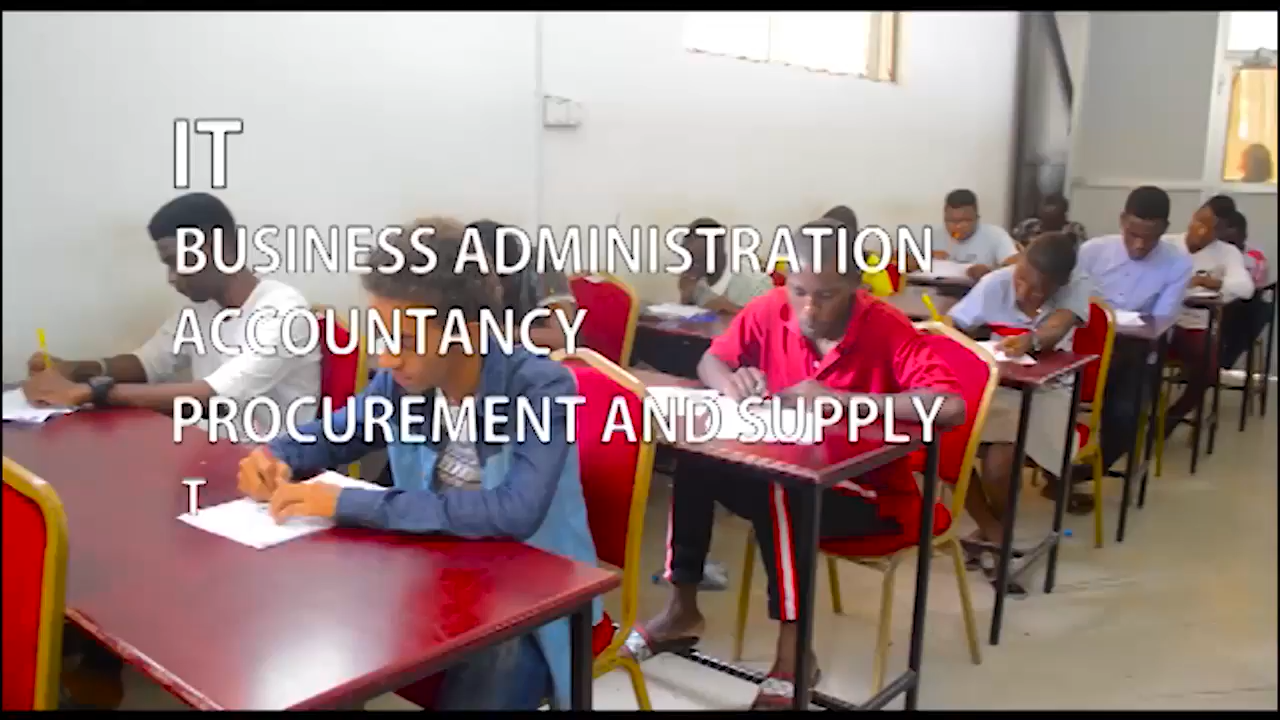 IT
BUSINESS ADMINISTRATION
ACCOUNTANCY
PROCUREMENT AND SUPPLY
T